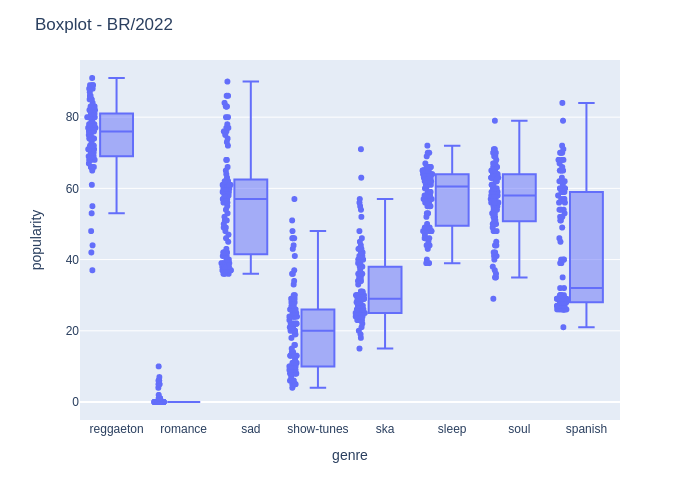 Boxplot - BR/2022
popularity
80
60
40
20
0
reggaeton romance sad show-tunes ska sleep soul spanish
genre